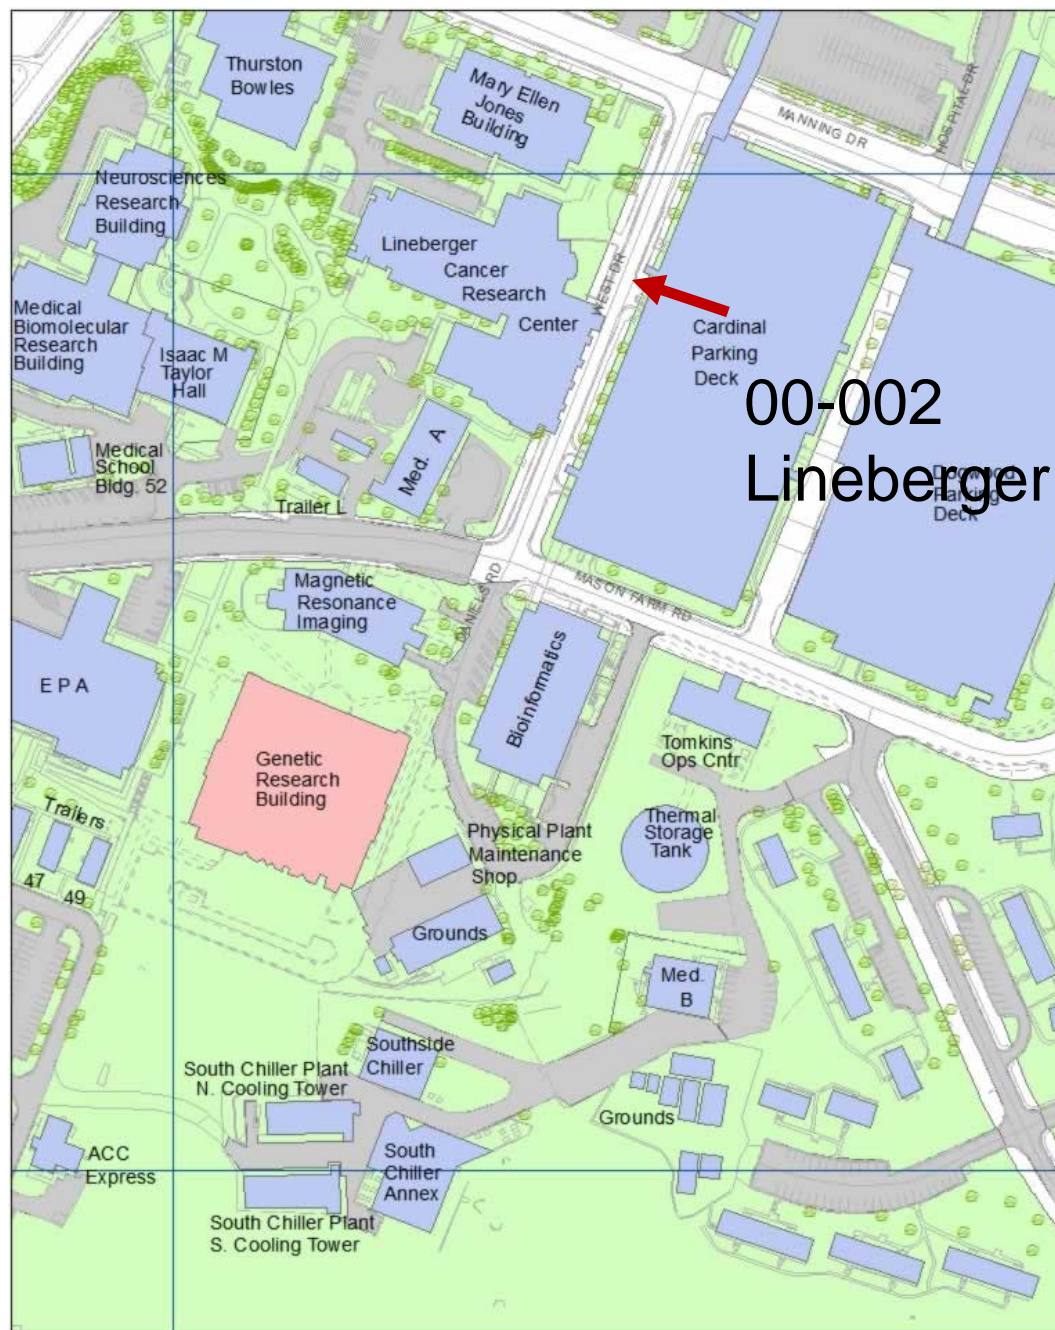 Thurston
Bowles
Mary Ellen
Jones
Building
MANNING DR
HOSPITAL DR
Neurosciences
Research
Building
Lineberger
Cancer
Research
Center
WEST DR
Medical
Biomolecular
Research
Building
Isaac M
Taylor
Hall
Cardinal
Parking
Deck
00-002
Lineberger
Dogwood
Parking
Deck
Medical
School
Bldg. 52
Med. A
Trailer L
Magnetic
Resonance
Imaging
DANIELS RD
MASON FARM RD
E P A
Bioinformatics
Genetic
Research
Building
Tomkins
Ops Cntr
Trailers
47
49
Physical Plant
Maintenance
Shop
Thermal
Storage
Tank
Grounds
Med.
B
Southside
Chiller
South Chiller Plant
N. Cooling Tower
Grounds
ACC
Express
South
Chiller
Annex
South Chiller Plant
S. Cooling Tower